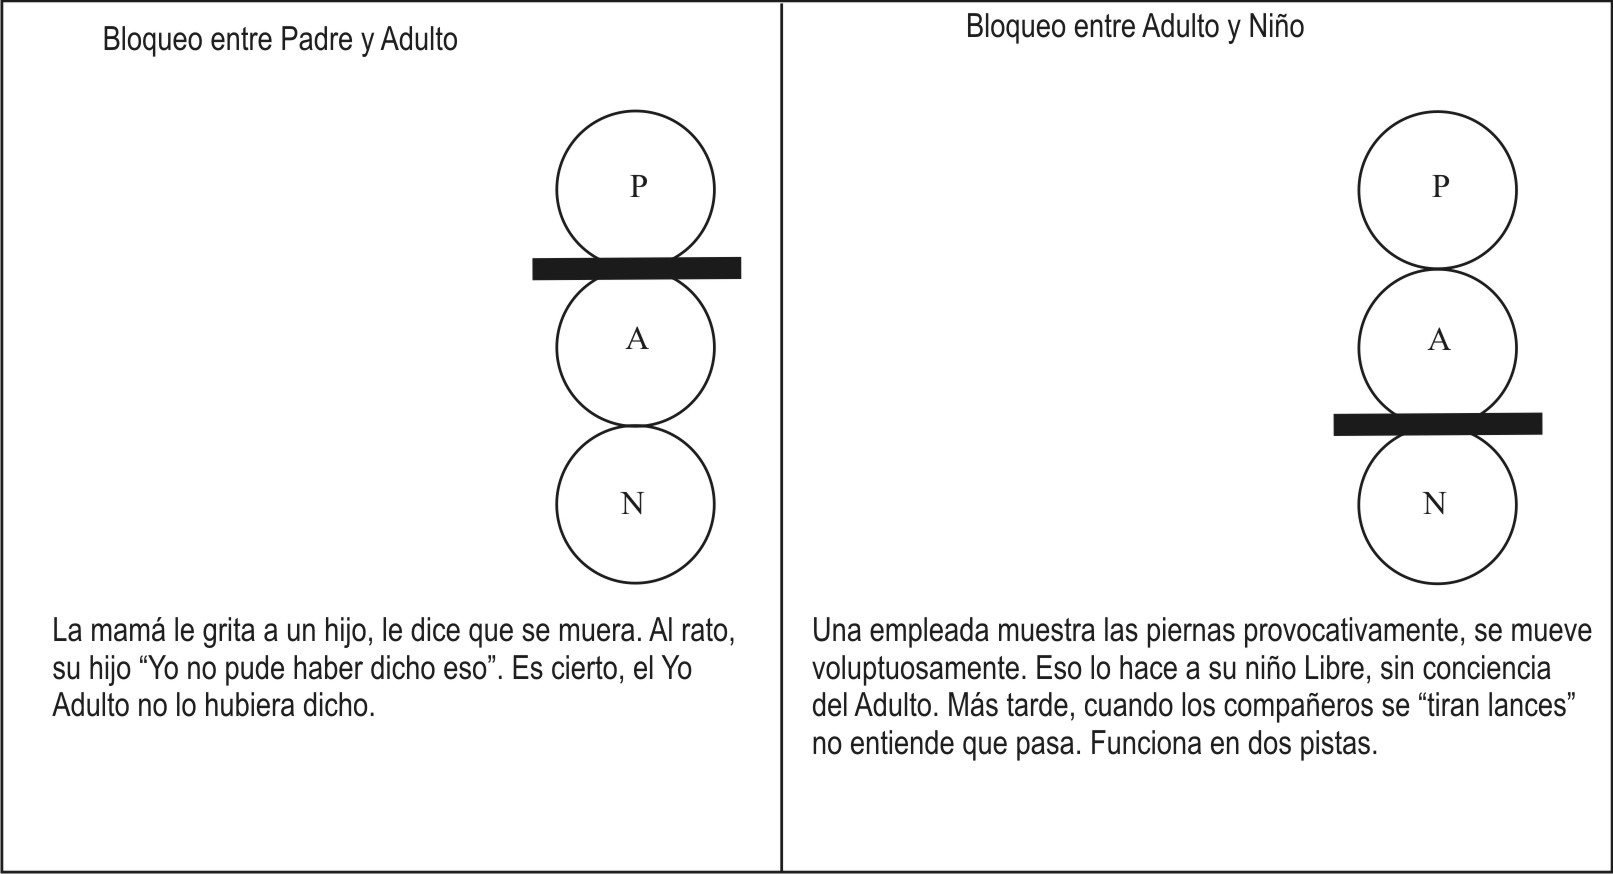 Bloqueo entre Padre y Adulto
P
A
N
La mamá le grita a un hijo, le dice que se muera. Al rato,
su hijo “Yo no pude haber dicho eso”. Es cierto, el Yo
Adulto no lo hubiera dicho.
Bloqueo entre Adulto y Niño
P
A
N
Una empleada muestra las piernas provocativamente, se mueve
voluptuosamente. Eso lo hace a su niño Libre, sin conciencia
del Adulto. Más tarde, cuando los compañeros se “tiran lances”
no entiende que pasa. Funciona en dos pistas.